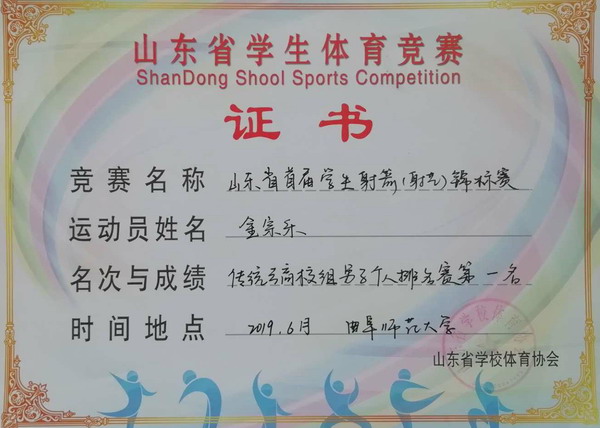 山东省学生体育竞赛
ShanDong Shool Sports Competition
证书
竞赛名称 山东省首届学生射箭(射艺)锦标赛
运动员姓名 金宗乐
名次与成绩 传统弓高校组男子个人排名赛第一名
时间地点 2019.6月 曲阜师范大学
山东省学校体育协会